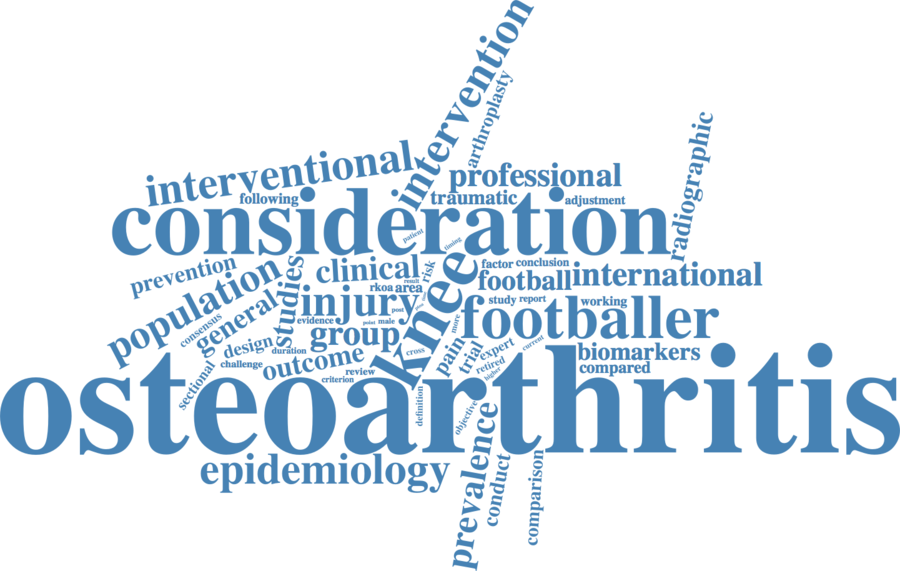 intervention
arthroplasty
radiographic
interventional
professional
following
traumatic
adjustment
consideration
patient
timing
prevention
population
studies
clinical
result
risk
knee
factor
conclusion
football
international
rkoa
area
general
consensus
injury
post
study
report
working
footballer
evidence
point
male
group
more
design
duration
outcome
cross
pain
trial
expert
current
biomarkers
challenge
sectional
review
criterion
retired
higher
compared
osteoarthritis
definition
objective
epidemiology
prevalence
conduct
comparison